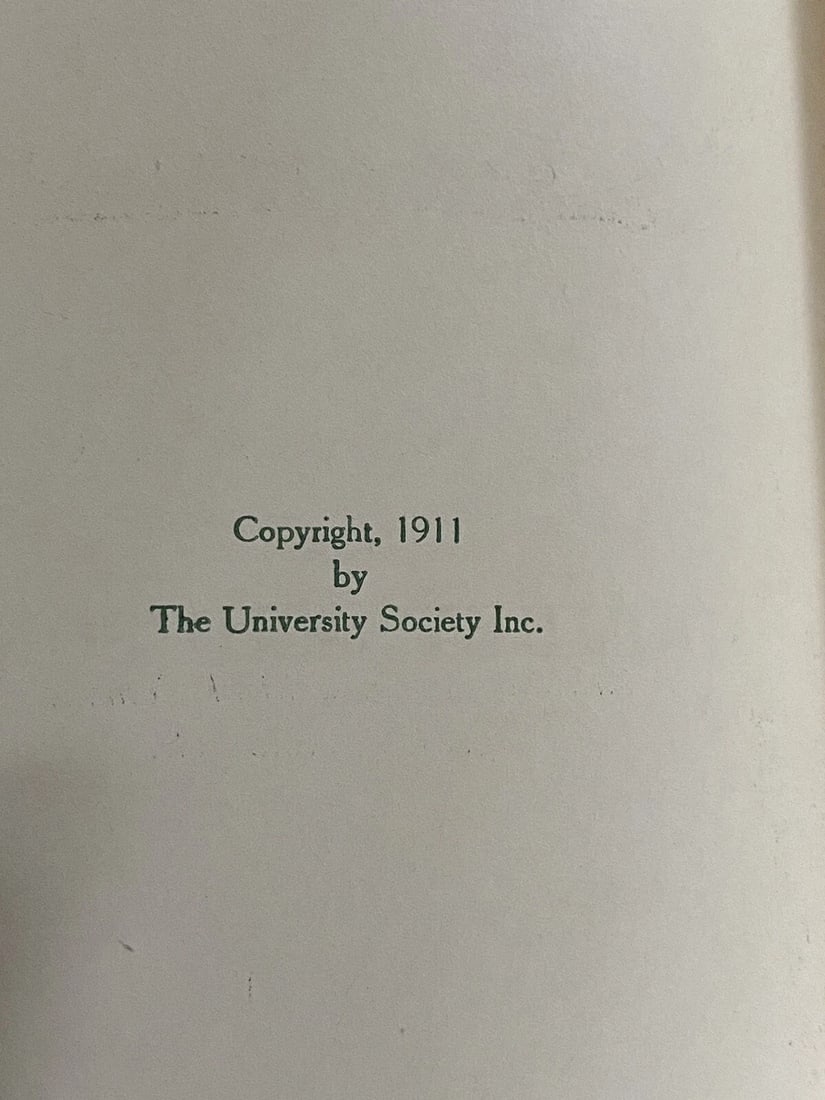 Copyright, 1911
by
The University Society Inc.